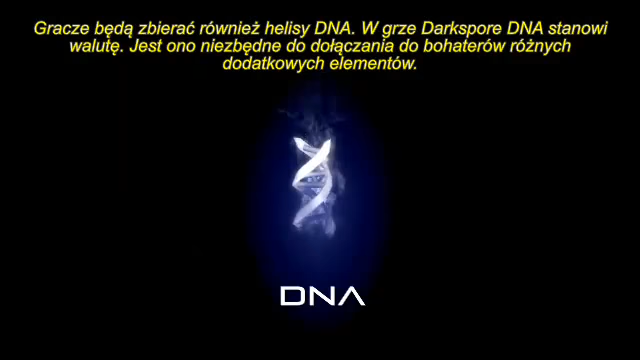 Gracze będą zbierać również helisy DNA. W grze Darkspore DNA stanowi
walutę. Jest ono niezbędne do dołączania do bohaterów różnych
dodatkowych elementów.
DNA